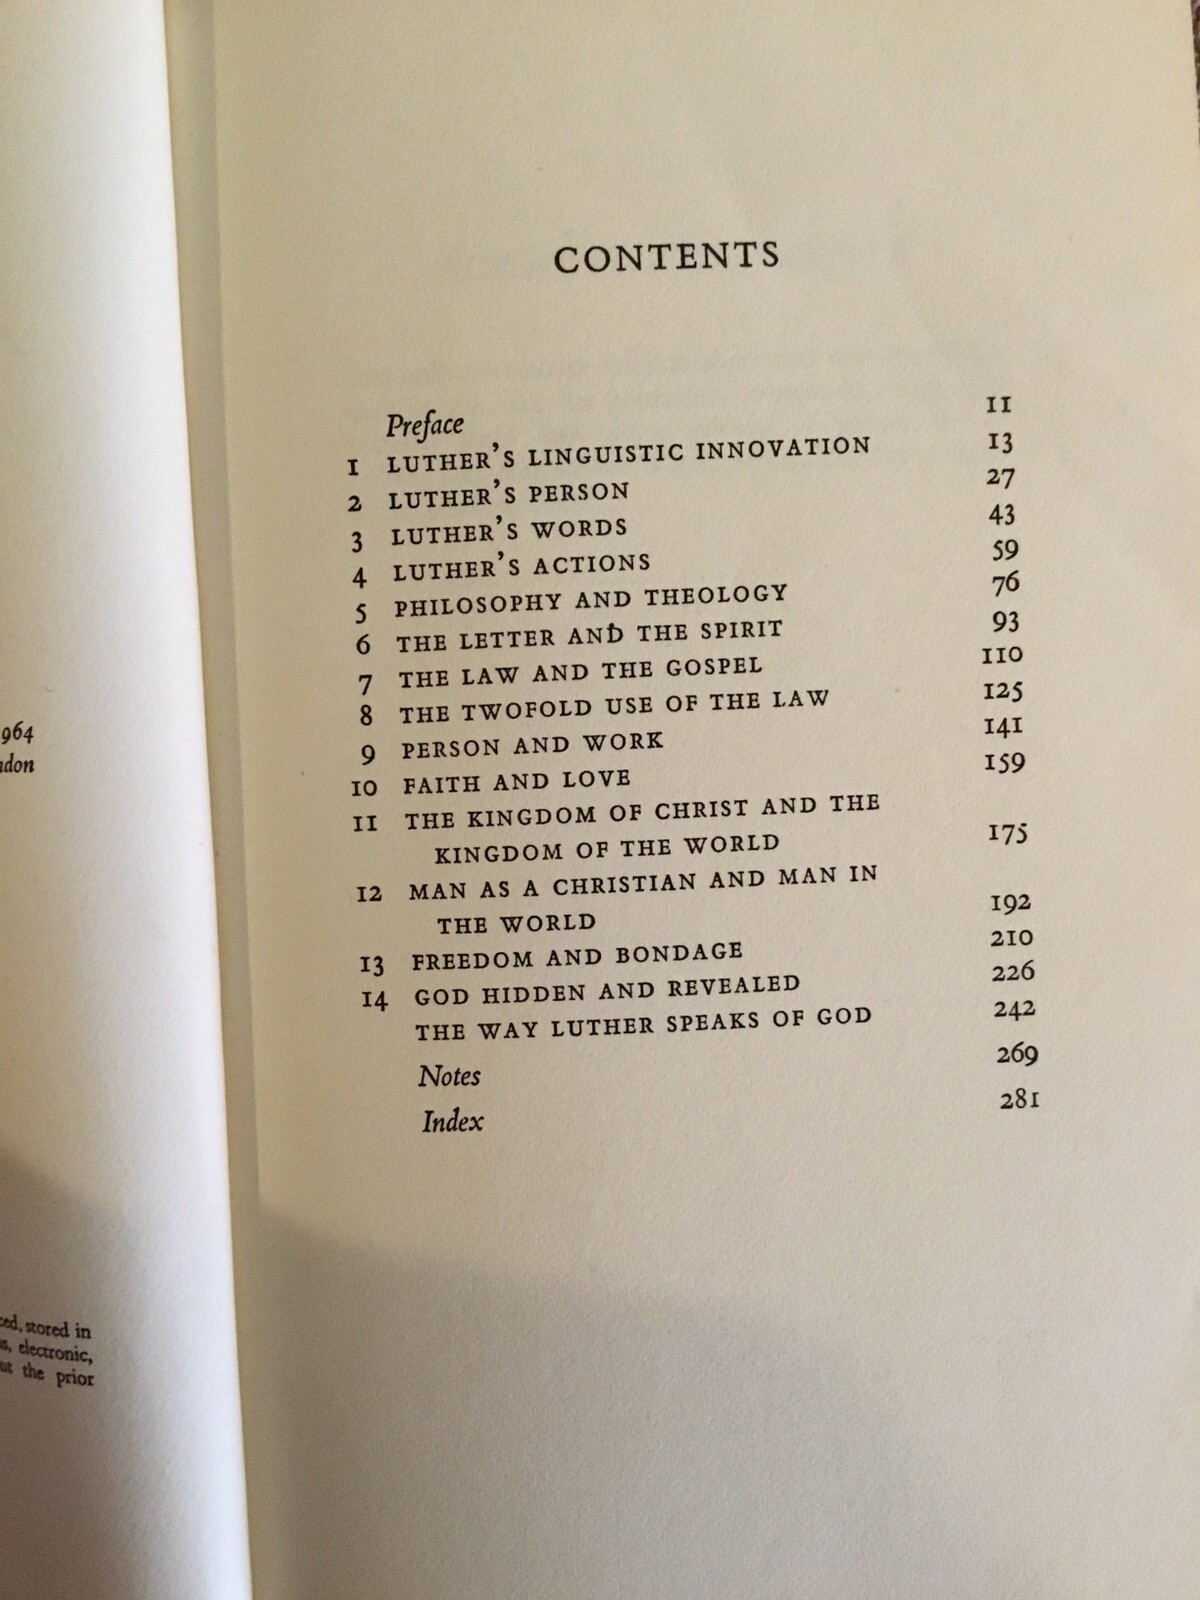 964
stored in
electronic,
the prior
CONTENTS
Preface 11
1 LUTHER'S LINGUISTIC INNOVATION 13
2 LUTHER'S PERSON 27
3 LUTHER'S WORDS 43
4 LUTHER'S ACTIONS 59
5 PHILOSOPHY AND THEOLOGY 76
6 THE LETTER AND THE SPIRIT 93
7 THE LAW AND THE GOSPEL 110
8 THE TWOFOLD USE OF THE LAW 125
9 PERSON AND WORK 141
10 FAITH AND LOVE 159
11 THE KINGDOM OF CHRIST AND THE
KINGDOM OF THE WORLD 175
12 MAN AS A CHRISTIAN AND MAN IN
THE WORLD 192
13 FREEDOM AND BONDAGE 210
14 GOD HIDDEN AND REVEALED 226
THE WAY LUTHER SPEAKS OF GOD 242
Notes 269
Index 281